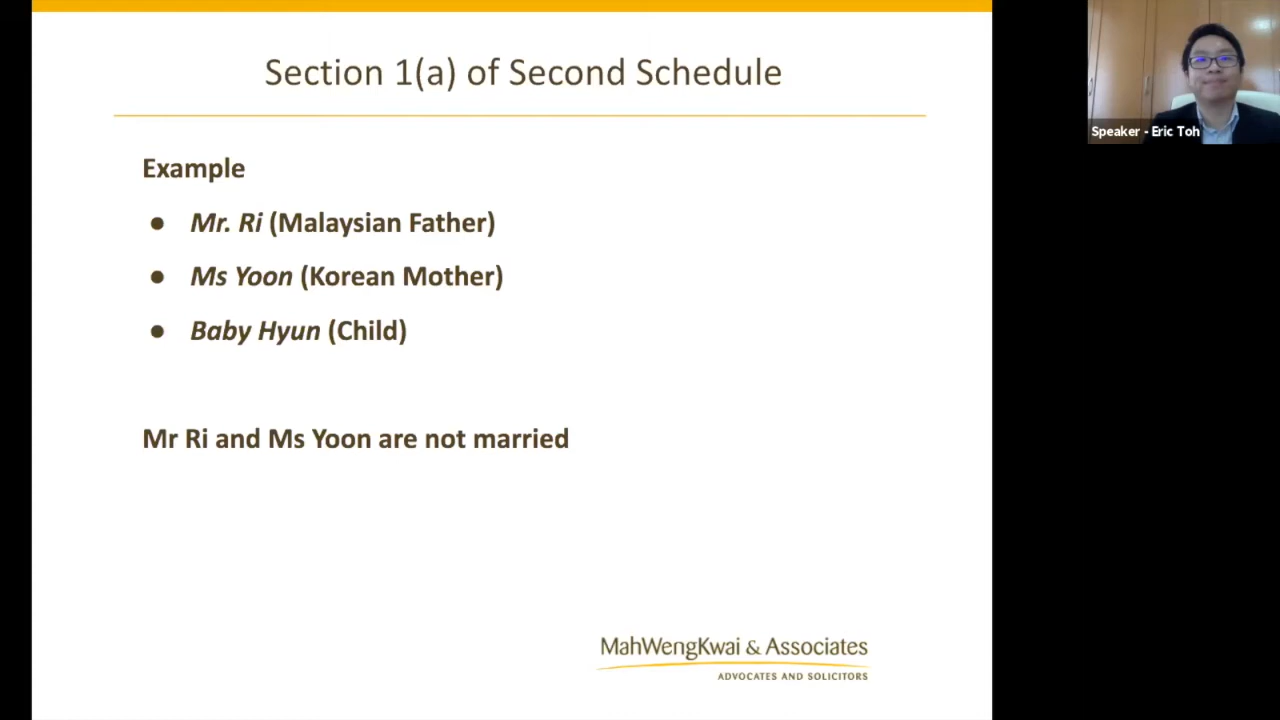 Section 1(a) of Second Schedule
Example
● Mr. Ri (Malaysian Father)
● Ms Yoon (Korean Mother)
● Baby Hyun (Child)
Mr Ri and Ms Yoon are not married
MahWengKwai & Associates
ADVOCATES AND SOLICITORS
Speaker - Eric Toh